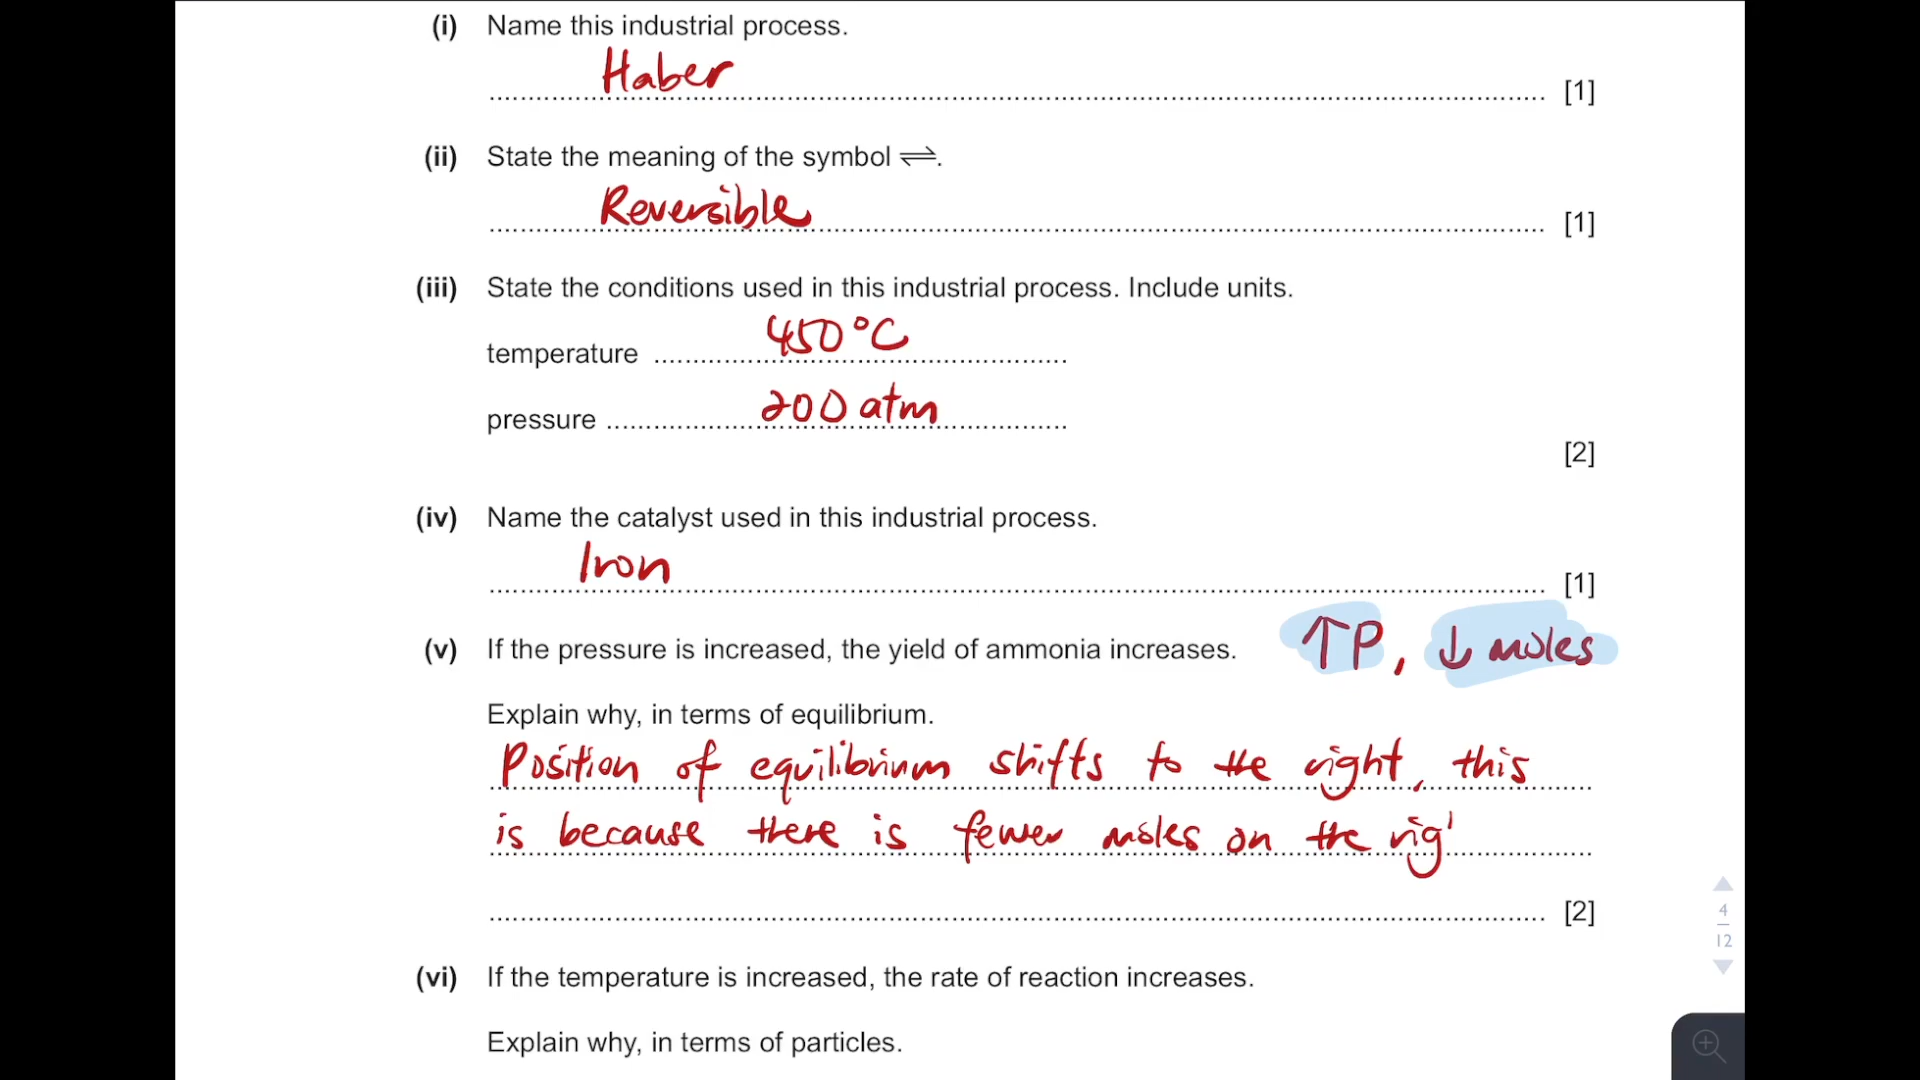 (i) Name this industrial process.
Haber
[1]
(ii) State the meaning of the symbol ⇌.
Reversible
[1]
(iii) State the conditions used in this industrial process. Include units.
450°C
temperature
200 atm
pressure
[2]
(iv) Name the catalyst used in this industrial process.
Iron
[1]
(v) If the pressure is increased, the yield of ammonia increases. ↑P, ↓ moles
Explain why, in terms of equilibrium.
Position of equilibrium shifts to the right, this
is because there is fewer moles on the rig
[2]
(vi) If the temperature is increased, the rate of reaction increases.
Explain why, in terms of particles.
4
12